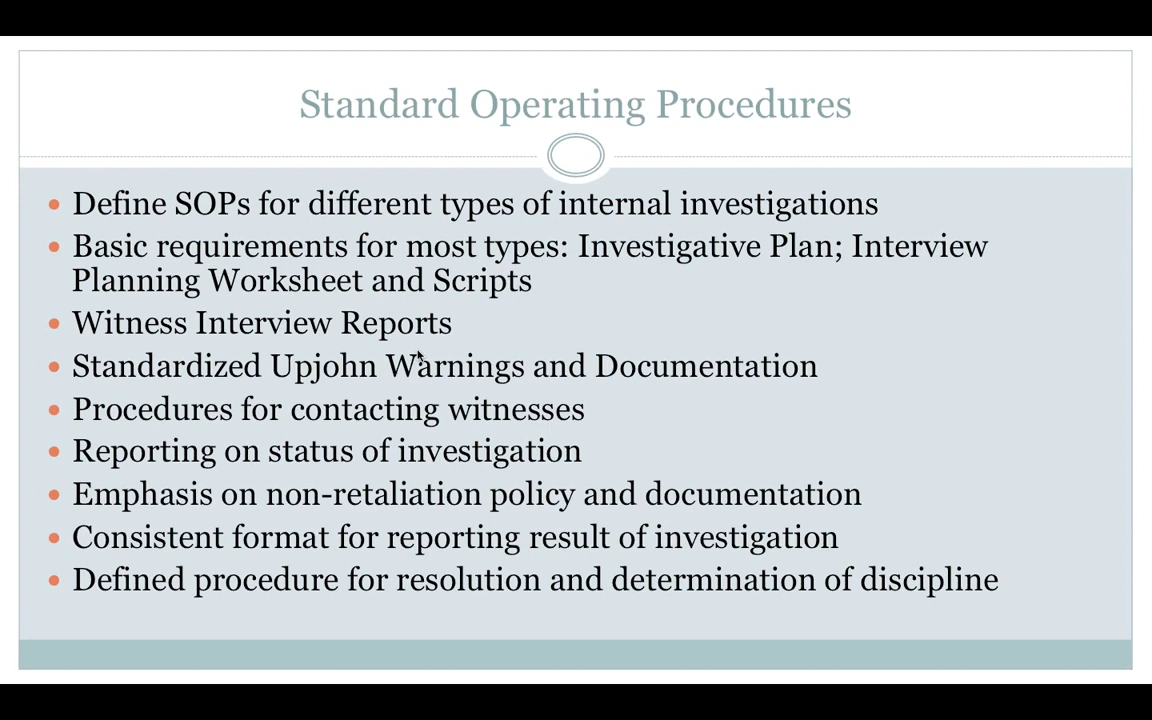 Standard Operating Procedures
• Define SOPs for different types of internal investigations
• Basic requirements for most types: Investigative Plan; Interview
Planning Worksheet and Scripts
• Witness Interview Reports
• Standardized Upjohn Warnings and Documentation
• Procedures for contacting witnesses
• Reporting on status of investigation
• Emphasis on non-retaliation policy and documentation
• Consistent format for reporting result of investigation
• Defined procedure for resolution and determination of discipline